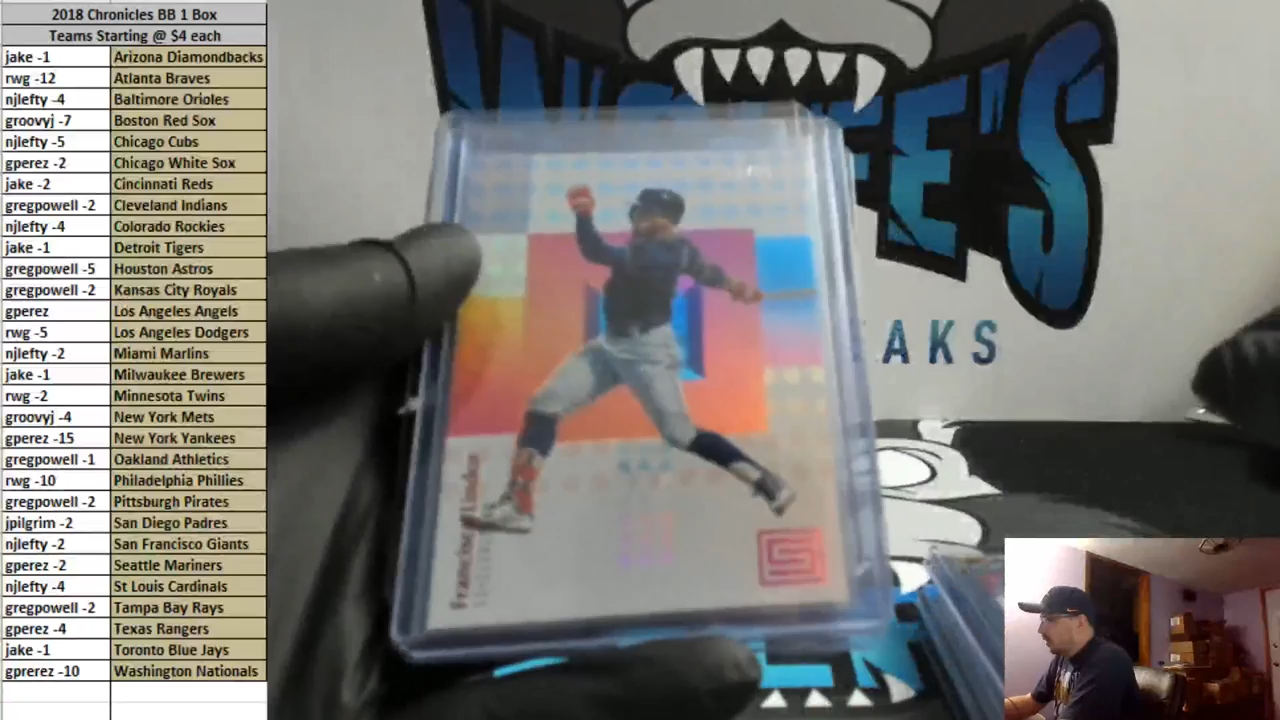 2018 Chronicles BB 1 Box
Teams Starting @ $4 each
jake -1 Arizona Diamondbacks
rwg -12 Atlanta Braves
njlefty -4 Baltimore Orioles
groovyj -7 Boston Red Sox
njlefty -5 Chicago Cubs
gperez -2 Chicago White Sox
jake -2 Cincinnati Reds
gregpowell -2 Cleveland Indians
njlefty -4 Colorado Rockies
jake -1 Detroit Tigers
gregpowell -5 Houston Astros
gregpowell -2 Kansas City Royals
gperez Los Angeles Angels
rwg -5 Los Angeles Dodgers
njlefty -2 Miami Marlins
jake -1 Milwaukee Brewers
rwg -2 Minnesota Twins
groovyj -4 New York Mets
gperez -15 New York Yankees
gregpowell -1 Oakland Athletics
rwg -10 Philadelphia Phillies
gregpowell -2 Pittsburgh Pirates
jpilgrim -2 San Diego Padres
njlefty -2 San Francisco Giants
gperez -2 Seattle Mariners
njlefty -4 St Louis Cardinals
gregpowell -2 Tampa Bay Rays
gperez -4 Texas Rangers
jake -1 Toronto Blue Jays
gprerez -10 Washington Nationals
Francisco Lindor